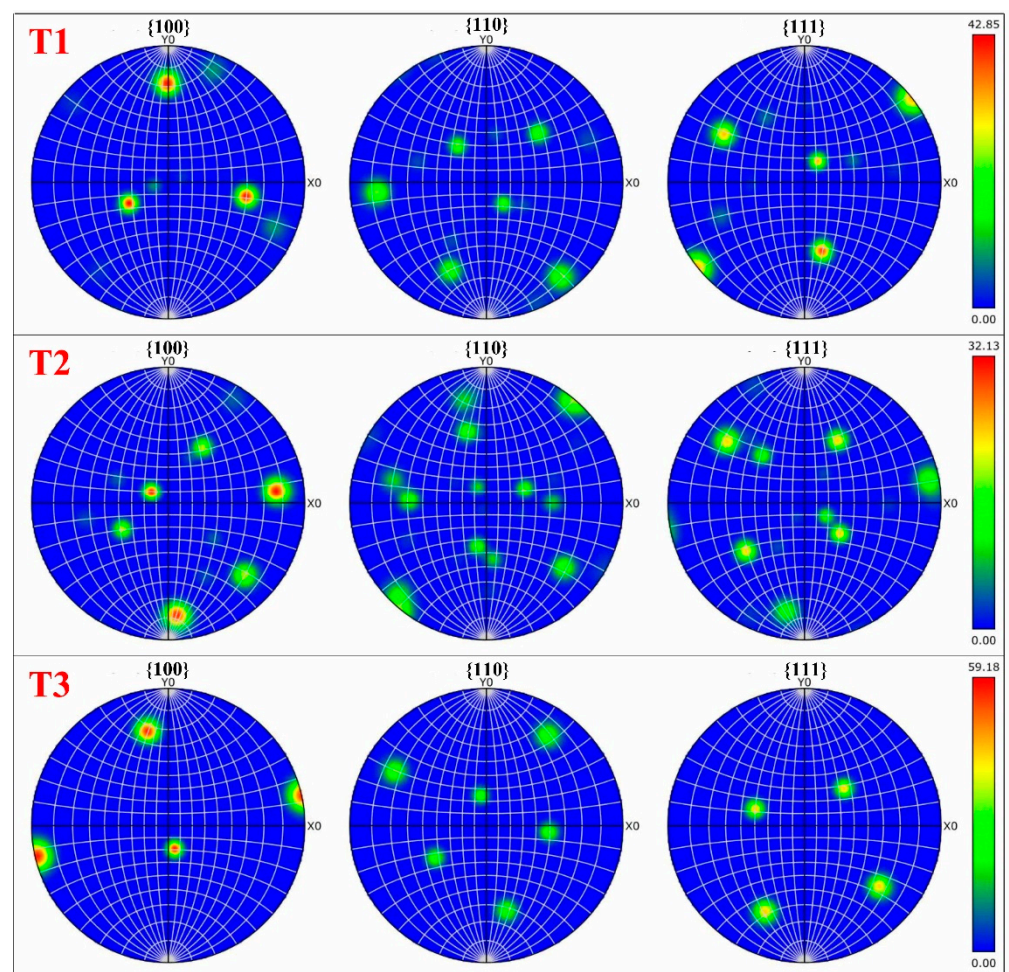 T1 {100} {110} {111} 42.85
Y0 Y0 Y0
X0 X0 X0
0.00
T2 {100} {110} {111} 32.13
Y0 Y0 Y0
X0 X0 X0
0.00
T3 {100} {110} {111} 59.18
Y0 Y0 Y0
X0 X0 X0
0.00